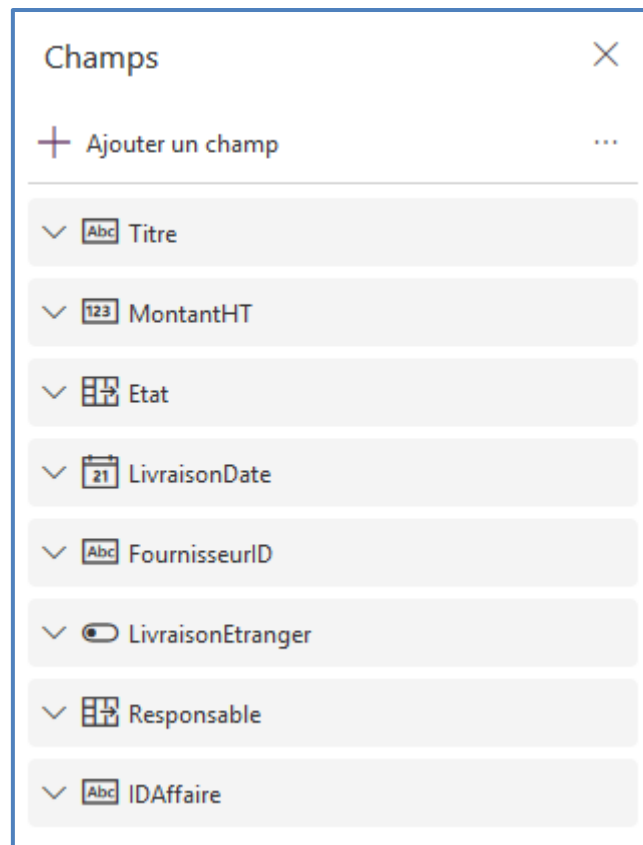 Champs
Ajouter un champ
Abc Titre
123 MontantHT
Etat
21 LivraisonDate
Abc FournisseurID
LivraisonEtranger
Responsable
Abc IDAffaire